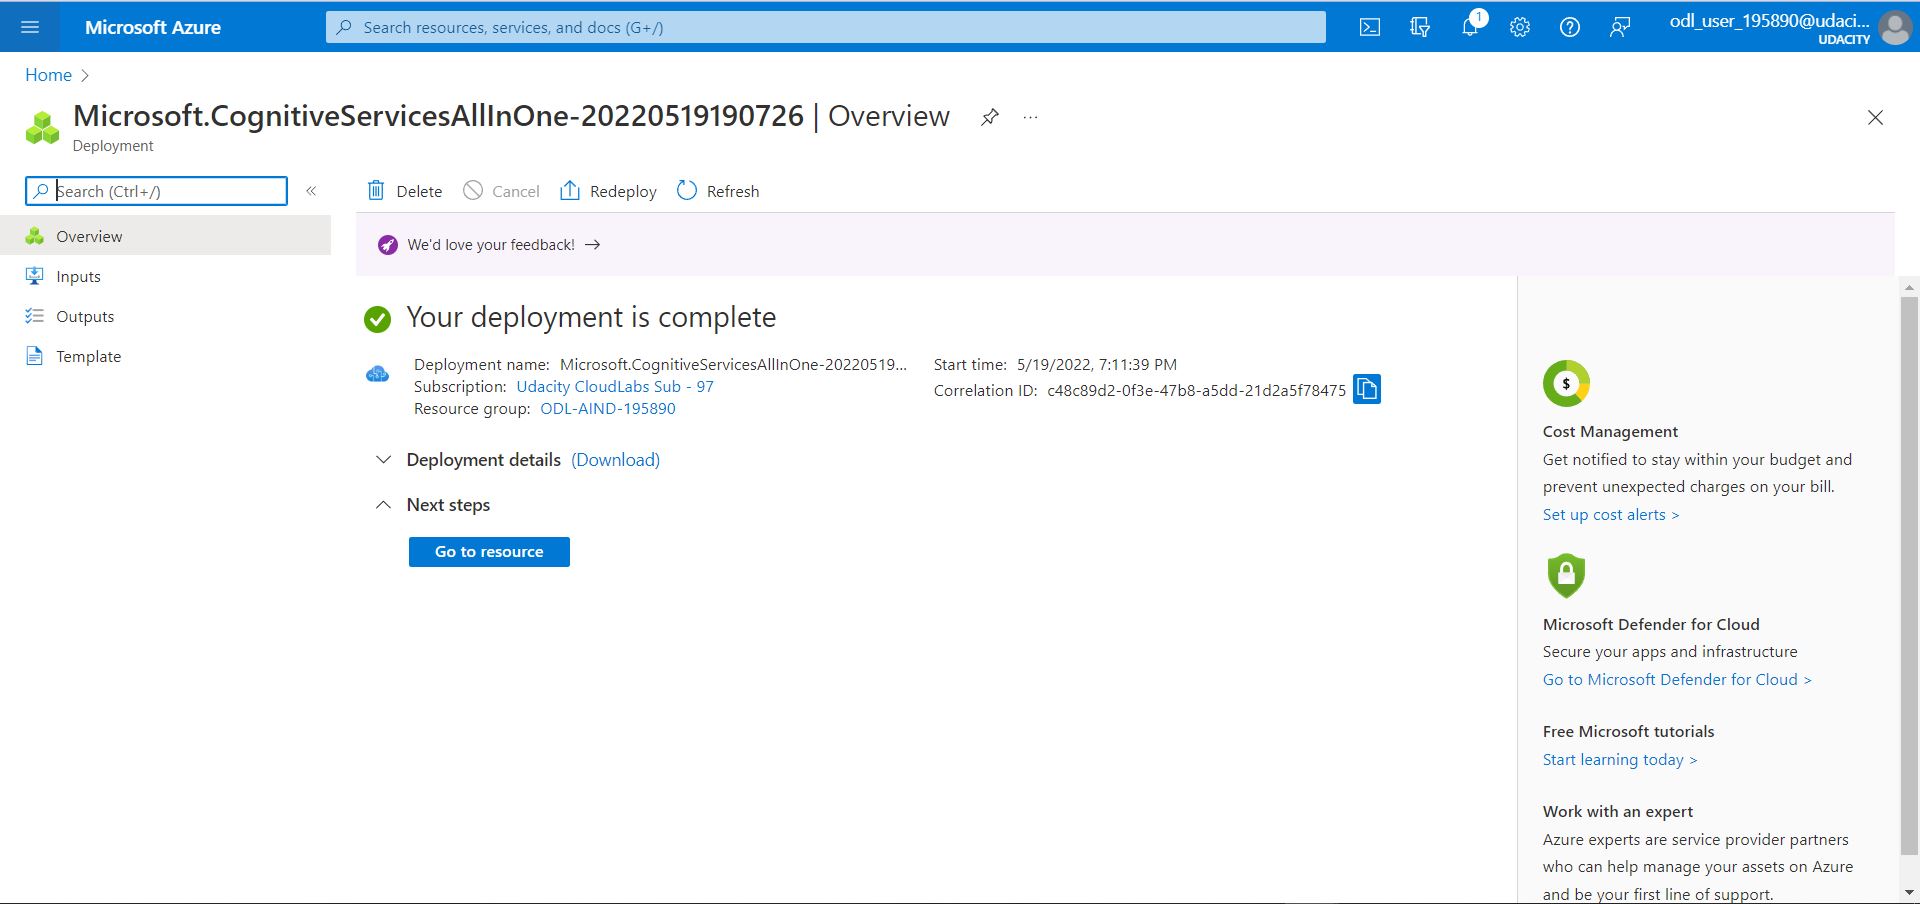 Microsoft Azure
Search resources, services, and docs (G+/)
1
odl_user_195890@udaci...
UDACITY
Home
Microsoft.CognitiveServicesAllInOne-20220519190726 | Overview
...
Deployment
Search (Ctrl+/)
«
Overview
Inputs
Outputs
Template
Delete
Cancel
Redeploy
Refresh
We'd love your feedback! →
Your deployment is complete
Deployment name: Microsoft.CognitiveServicesAllInOne-20220519...
Subscription: Udacity CloudLabs Sub - 97
Resource group: ODL-AIND-195890
Start time: 5/19/2022, 7:11:39 PM
Correlation ID: c48c89d2-0f3e-47b8-a5dd-21d2a5f78475
Deployment details (Download)
Next steps
Go to resource
$
Cost Management
Get notified to stay within your budget and
prevent unexpected charges on your bill.
Set up cost alerts >
Microsoft Defender for Cloud
Secure your apps and infrastructure
Go to Microsoft Defender for Cloud >
Free Microsoft tutorials
Start learning today >
Work with an expert
Azure experts are service provider partners
who can help manage your assets on Azure
and be your first line of support.